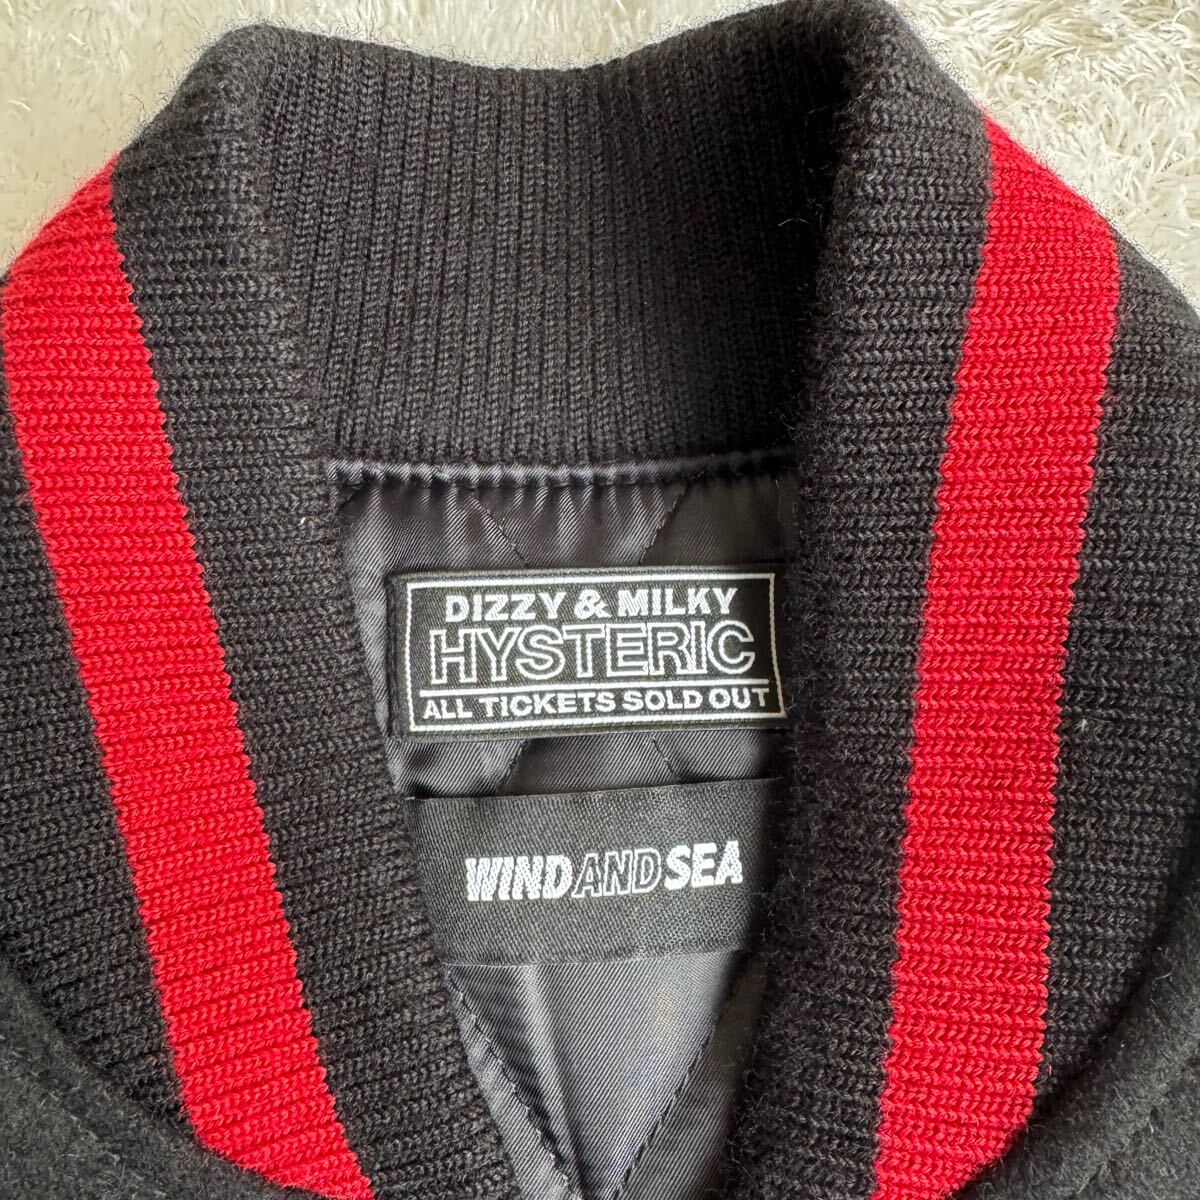 DIZZY & MILKY
HYSTERIC
ALL TICKETS SOLD OUT
WINDANDSEA